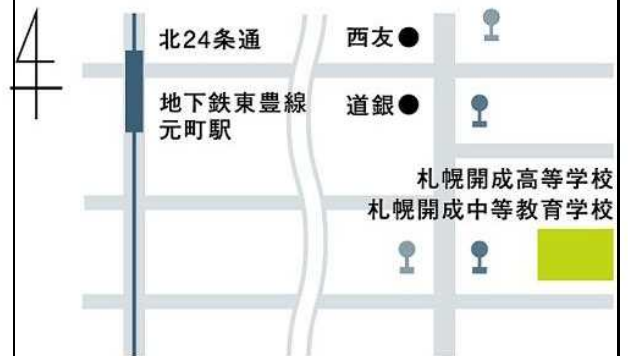 北24条通
西友●
地下鉄東豊線
元町駅
道銀●
札幌開成高等学校
札幌開成中等教育学校